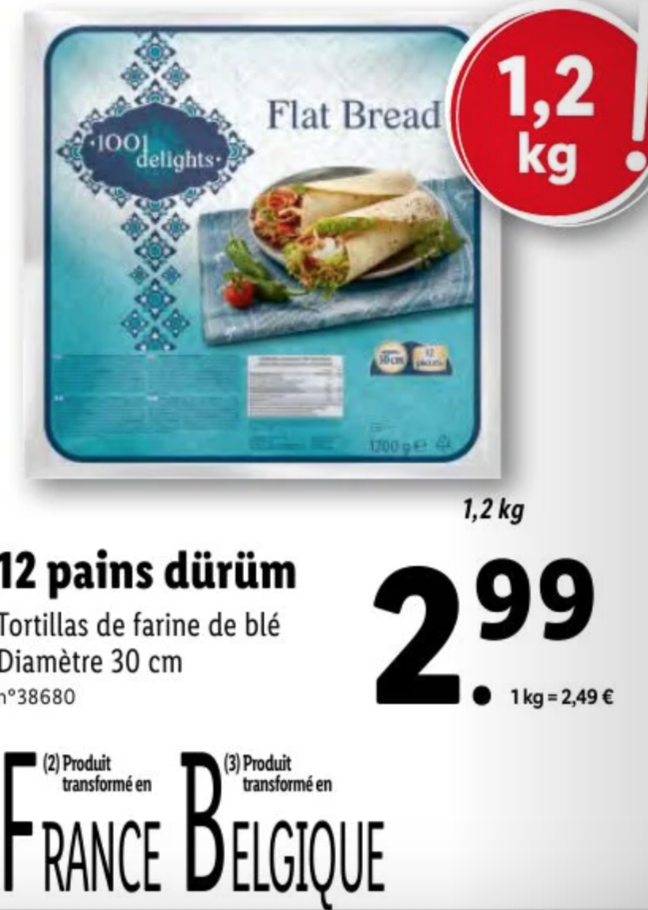 ·1001
delights·
Flat Bread
1,2
kg
!
30 cm
12
1200 g e
1,2 kg
12 pains dürüm
Tortillas de farine de blé
Diamètre 30 cm
n°38680
2.99
1 kg = 2,49 €
(2) Produit
transformé en
FRANCE
(3) Produit
transformé en
BELGIQUE